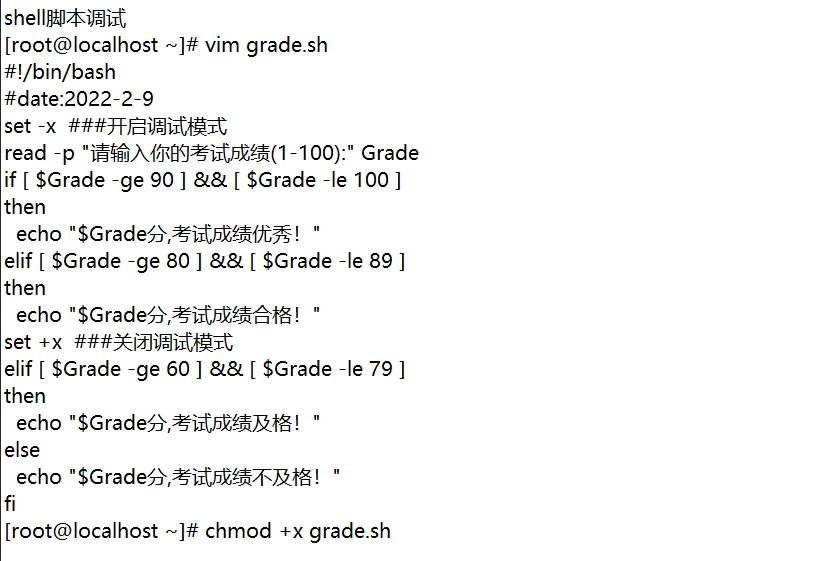 shell脚本调试
[root@localhost ~]# vim grade.sh
#!/bin/bash
#date:2022-2-9
set -x  ###开启调试模式
read -p "请输入你的考试成绩(1-100):" Grade
if [ $Grade -ge 90 ] && [ $Grade -le 100 ]
then
  echo "$Grade分,考试成绩优秀！"
elif [ $Grade -ge 80 ] && [ $Grade -le 89 ]
then
  echo "$Grade分,考试成绩合格！"
set +x  ###关闭调试模式
elif [ $Grade -ge 60 ] && [ $Grade -le 79 ]
then
  echo "$Grade分,考试成绩及格！"
else
  echo "$Grade分,考试成绩不及格！"
fi
[root@localhost ~]# chmod +x grade.sh